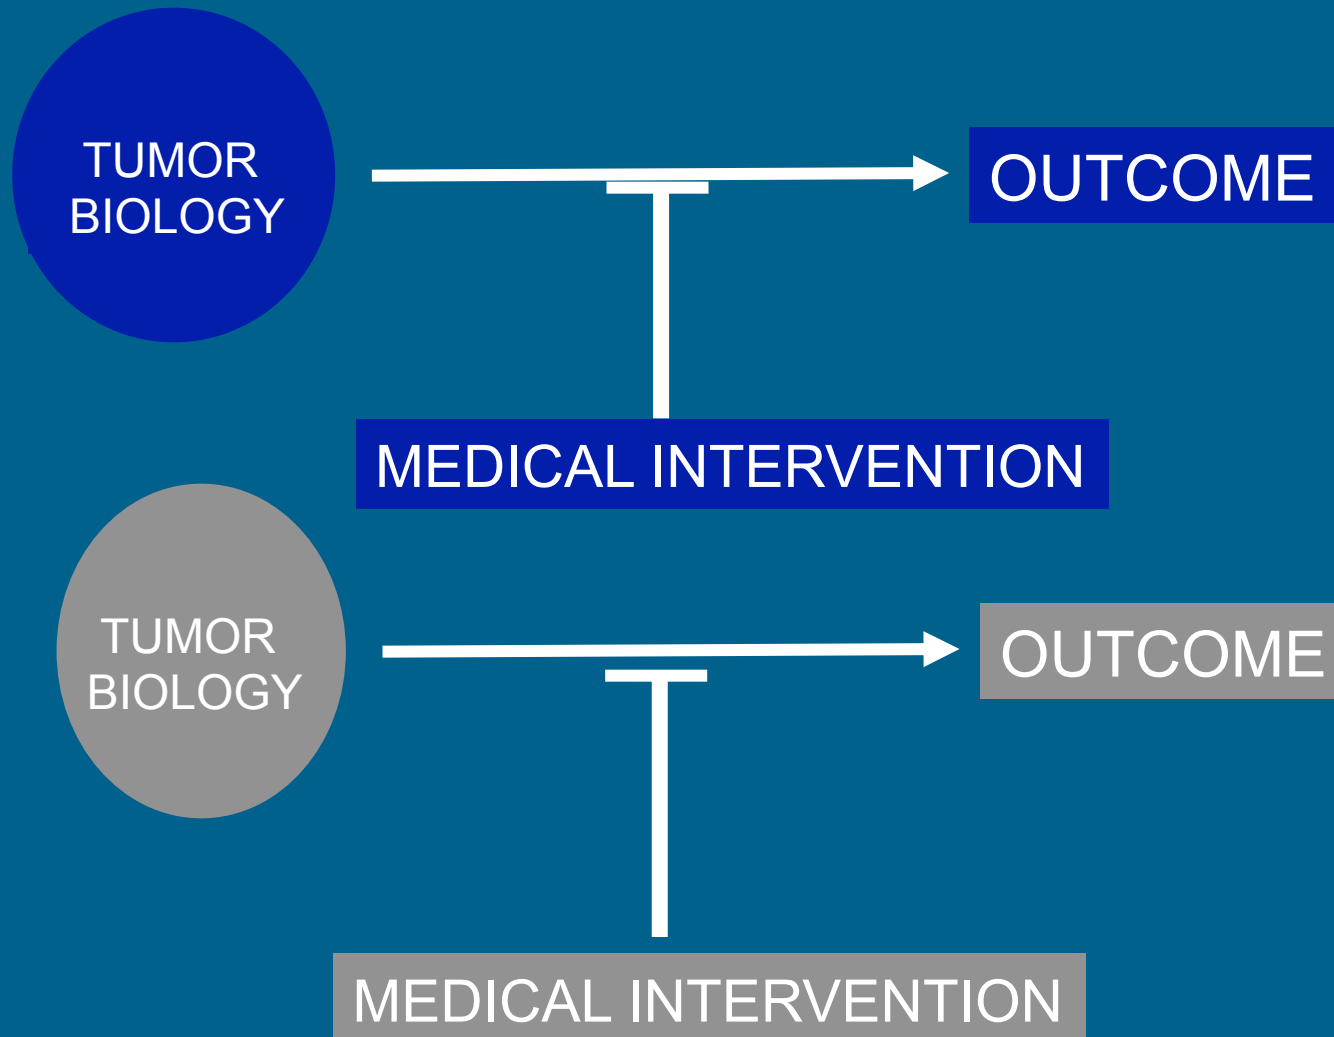 TUMOR
BIOLOGY
OUTCOME
MEDICAL INTERVENTION
TUMOR
BIOLOGY
OUTCOME
MEDICAL INTERVENTION